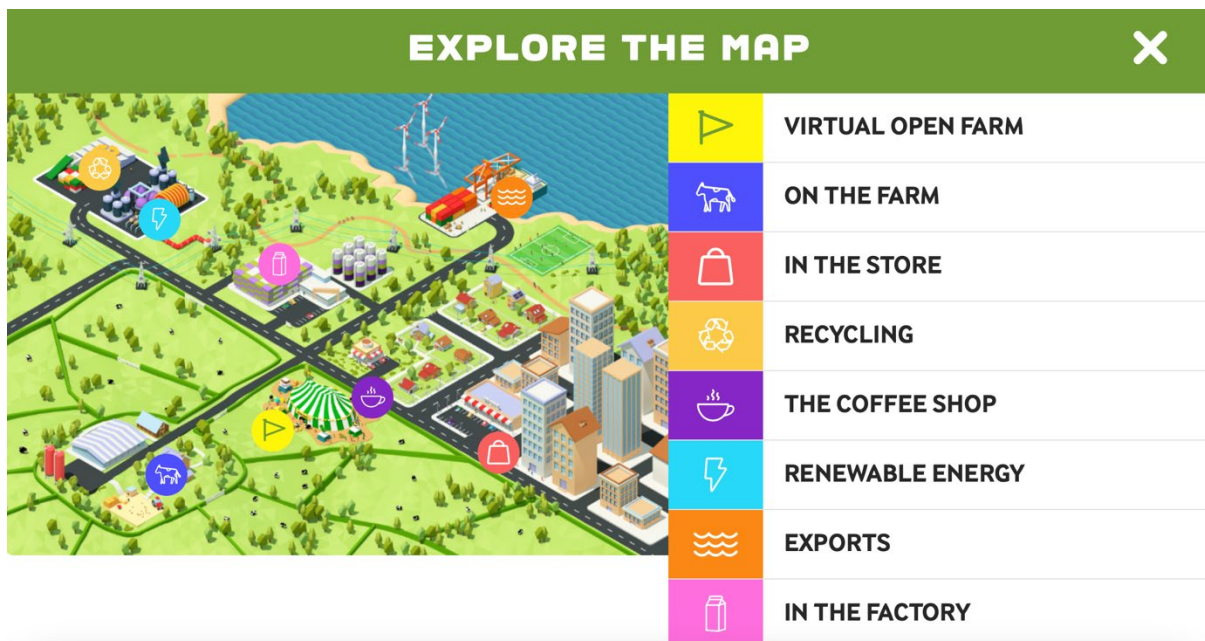 EXPLORE THE MAP
VIRTUAL OPEN FARM
ON THE FARM
IN THE STORE
RECYCLING
THE COFFEE SHOP
RENEWABLE ENERGY
EXPORTS
IN THE FACTORY